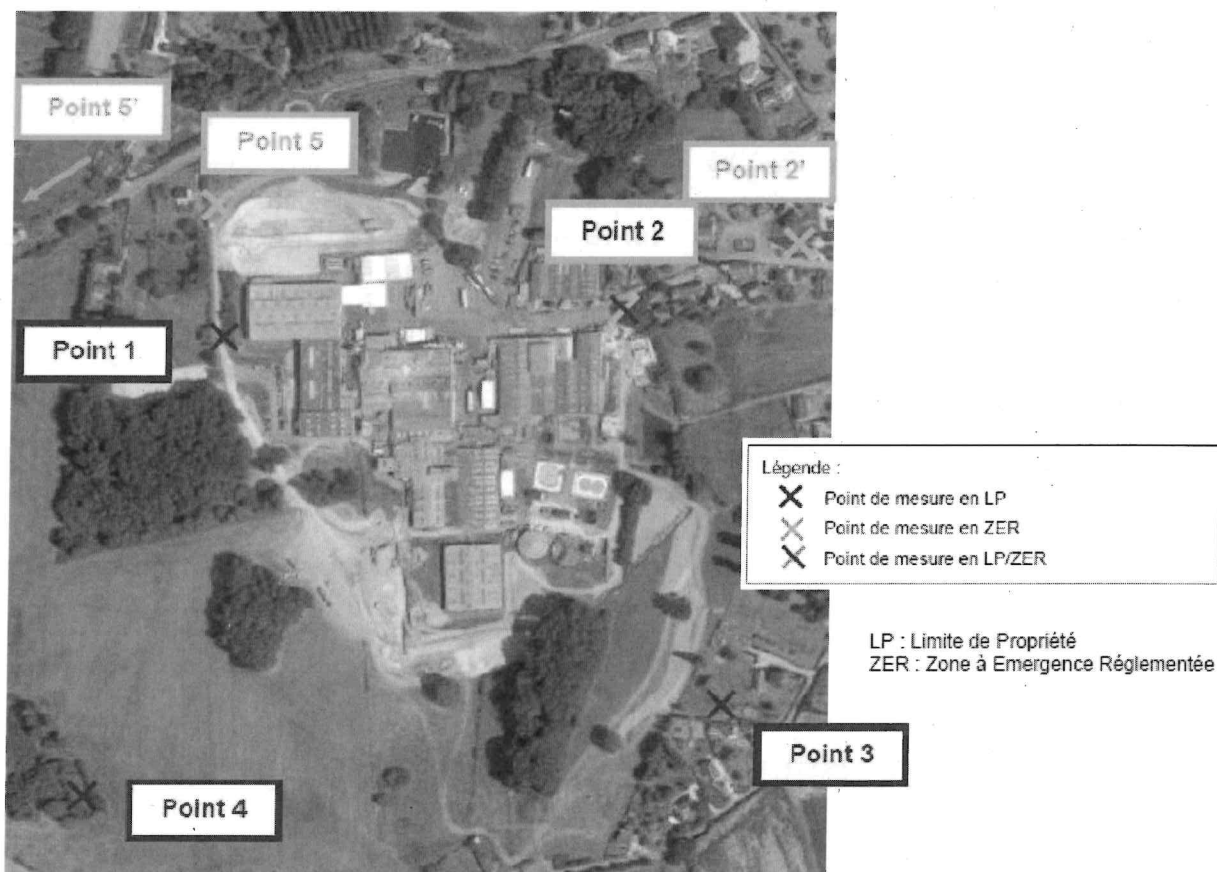 Point 5'
Point 5
Point 2'
Point 2
Point 1
Légende :
Point de mesure en LP
Point de mesure en ZER
Point de mesure en LP/ZER
LP : Limite de Propriété
ZER : Zone à Emergence Réglementée
Point 3
Point 4